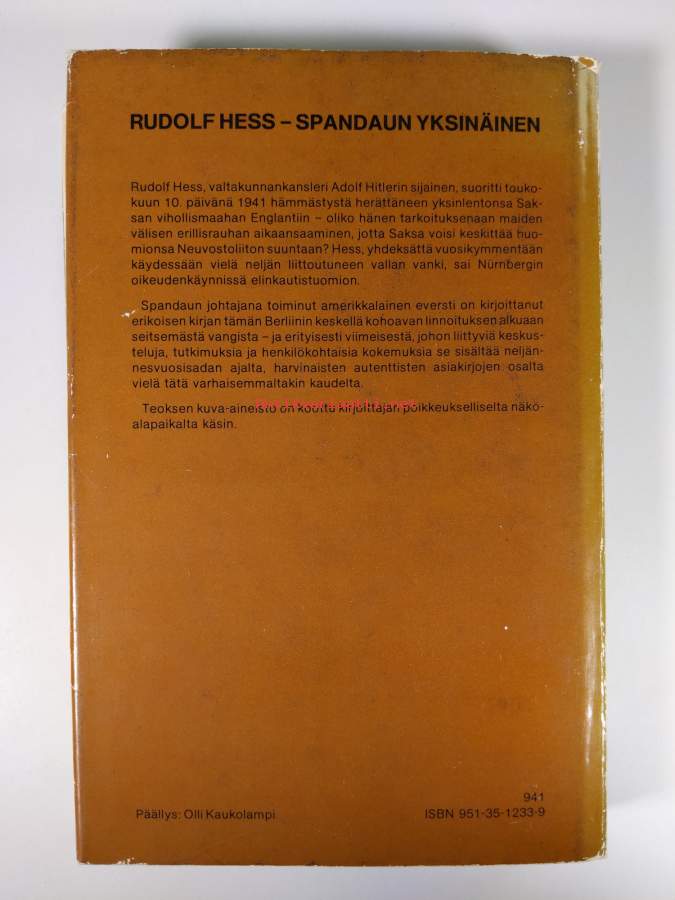 RUDOLF HESS – SPANDAUN YKSINÄINEN
Rudolf Hess, valtakunnankansleri Adolf Hitlerin sijainen, suoritti touko-
kuun 10. päivänä 1941 hämmästystä herättäneen yksinlentonsa Sak-
san vihollismaahan Englantiin – oliko hänen tarkoituksenaan maiden
välisen erillisrauhan aikaansaaminen, jotta Saksa voisi keskittää huo-
mionsa Neuvostoliiton suuntaan? Hess, yhdeksättä vuosikymmentään
käydessään vielä neljän liittoutuneen vallan vanki, sai Nürnbergin
oikeudenkäynnissä elinkautistuomion.
Spandaun johtajana toiminut amerikkalainen eversti on kirjoittanut
erikoisen kirjan tämän Berliinin keskellä kohoavan linnoituksen alkuaan
seitsemästä vangista – ja erityisesti viimeisestä, johon liittyviä keskus-
teluja, tutkimuksia ja henkilökohtaisia kokemuksia se sisältää neljän-
nesvuosisadan ajalta, harvinaisten autenttisten asiakirjojen osalta
vielä tätä varhaisemmaltakin kaudelta.
Teoksen kuva-aineisto on koottu kirjoittajan poikkeukselliselta näkö-
alapaikalta käsin.
941
Päällys: Olli Kaukolampi
ISBN 951-35-1233-9